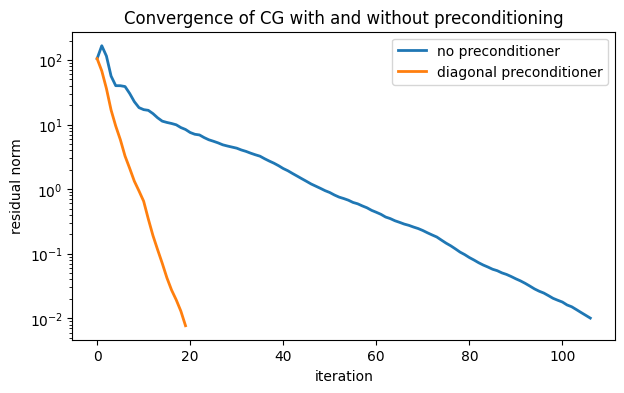 Convergence of CG with and without preconditioning
no preconditioner
diagonal preconditioner
residual norm
10²
10¹
10⁰
10⁻¹
10⁻²
0 20 40 60 80 100
iteration